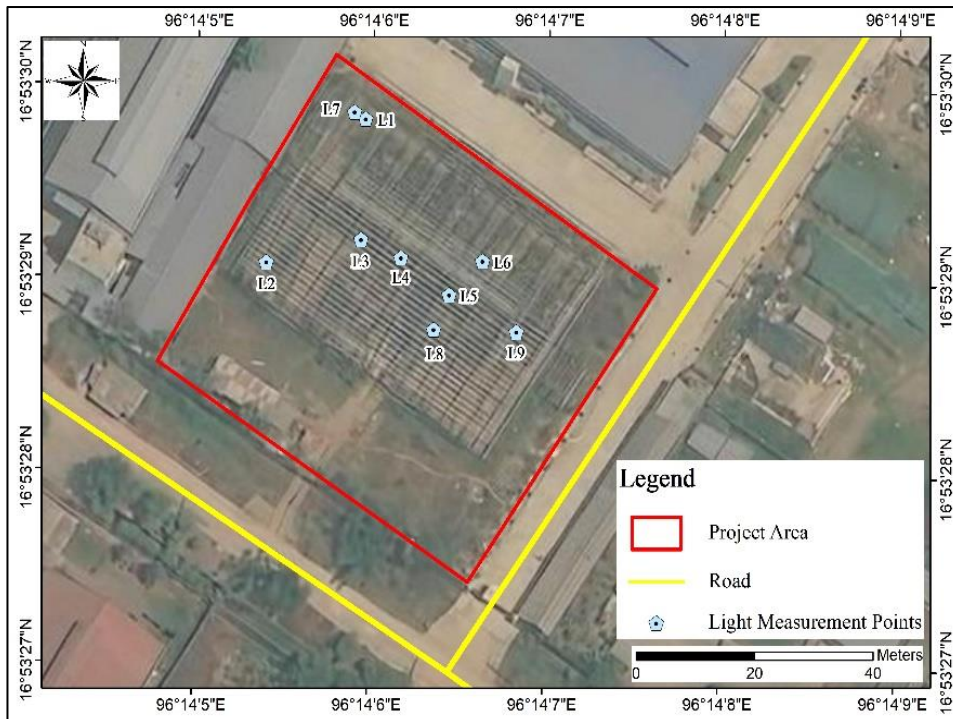 96°14'5"E 96°14'6"E 96°14'7"E 96°14'8"E 96°14'9"E
N
W E
S
16°53'30"N 16°53'30"N
L7 L1
16°53'29"N 16°53'29"N
L2 L3 L4 L6
L5
L8 L9
16°53'28"N 16°53'28"N
Legend
Project Area
Road
Light Measurement Points
Meters
0 20 40
16°53'27"N 16°53'27"N
96°14'5"E 96°14'6"E 96°14'7"E 96°14'8"E 96°14'9"E